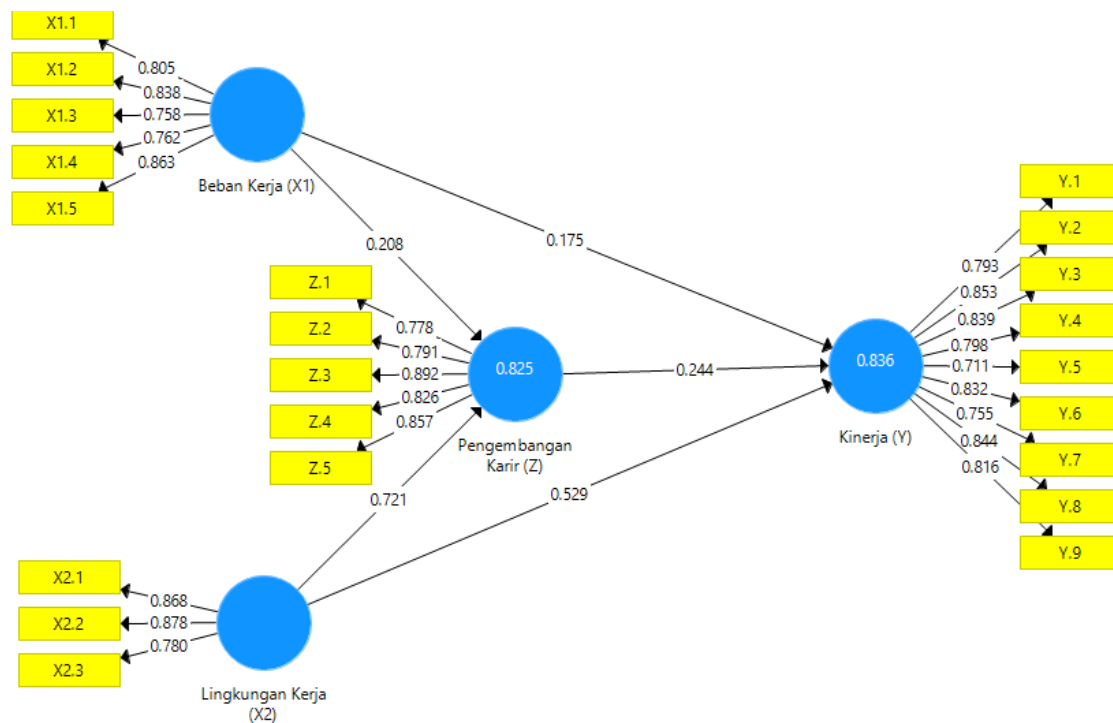 X1.1
X1.2
X1.3
X1.4
X1.5
0.805
0.838
0.758
0.762
0.863
Beban Kerja (X1)
0.208
0.175
Z.1
Z.2
Z.3
Z.4
Z.5
0.778
0.791
0.892
0.826
0.857
0.825
Pengembangan
Karir (Z)
0.244
0.721
0.529
0.836
Kinerja (Y)
0.793
0.853
0.839
0.798
0.711
0.832
0.755
0.844
0.816
Y.1
Y.2
Y.3
Y.4
Y.5
Y.6
Y.7
Y.8
Y.9
X2.1
X2.2
X2.3
0.868
0.878
0.780
Lingkungan Kerja
(X2)